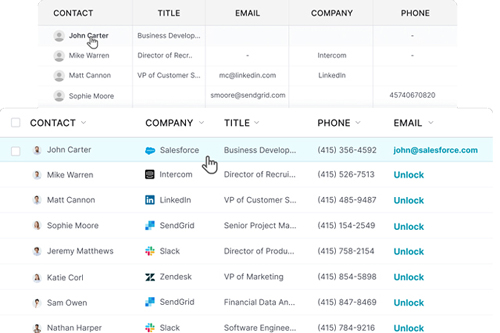 CONTACT TITLE EMAIL COMPANY PHONE
John Carter Business Develop... -
Mike Warren Director of Recr.. - Intercom -
Matt Cannon VP of Customer S... mc@linkedin.com LinkedIn
Sophie Moore smoore@sendgrid.com 45740670820
CONTACT COMPANY TITLE PHONE EMAIL
John Carter Salesforce Business Develop... (415) 356-4592 john@salesforce.com
Mike Warren Intercom Director of Recrui... (415) 526-7513 Unlock
Matt Cannon LinkedIn VP of Customer S... (415) 485-9487 Unlock
Sophie Moore SendGrid Senior Project Ma... (415) 154-2549 Unlock
Jeremy Matthews Slack Director of Produ... (415) 758-2154 Unlock
Katie Corl Zendesk VP of Marketing (415) 854-5898 Unlock
Sam Owen SendGrid Financial Data An... (415) 847-8469 Unlock
Nathan Harper Slack Software Enginee... (415) 784-9216 Unlock